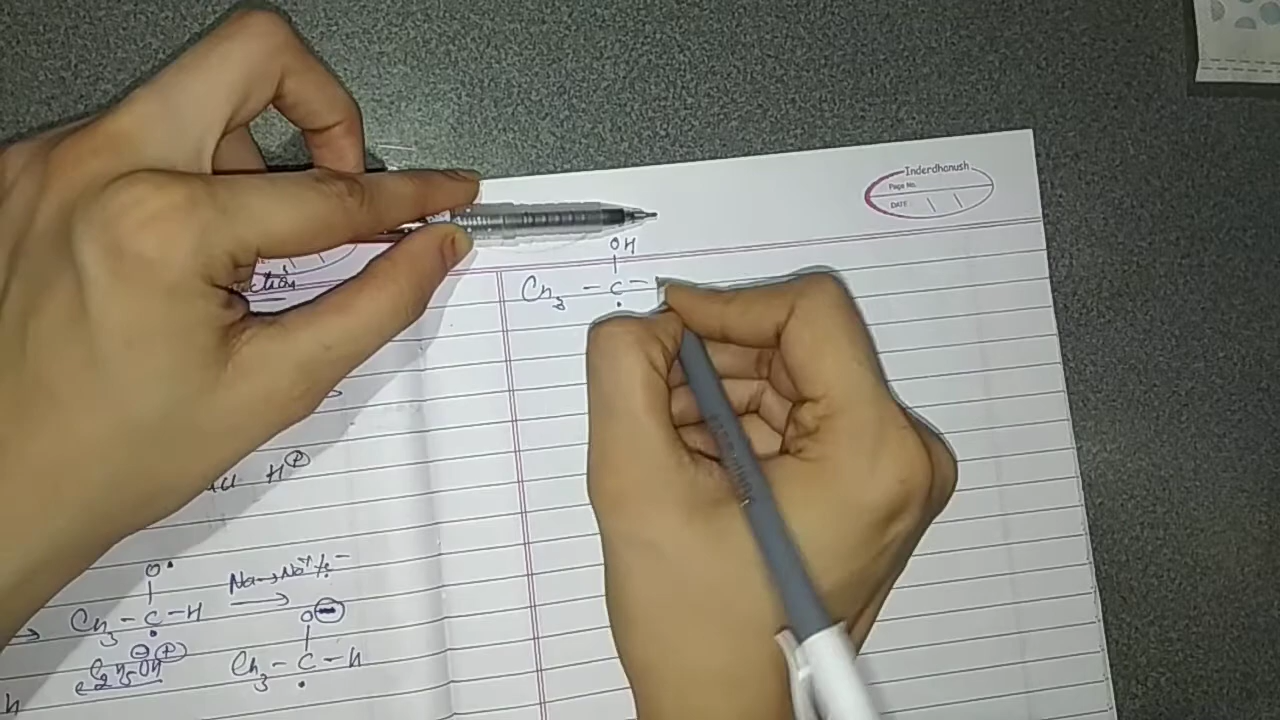 Inderdhanush
Page No.
DATE
OH
CH3 - C -
H⊕
O•
CH3 - C - H
Na → Na+ / e-
O⊖
C2H5OH
CH3 - C - H
H